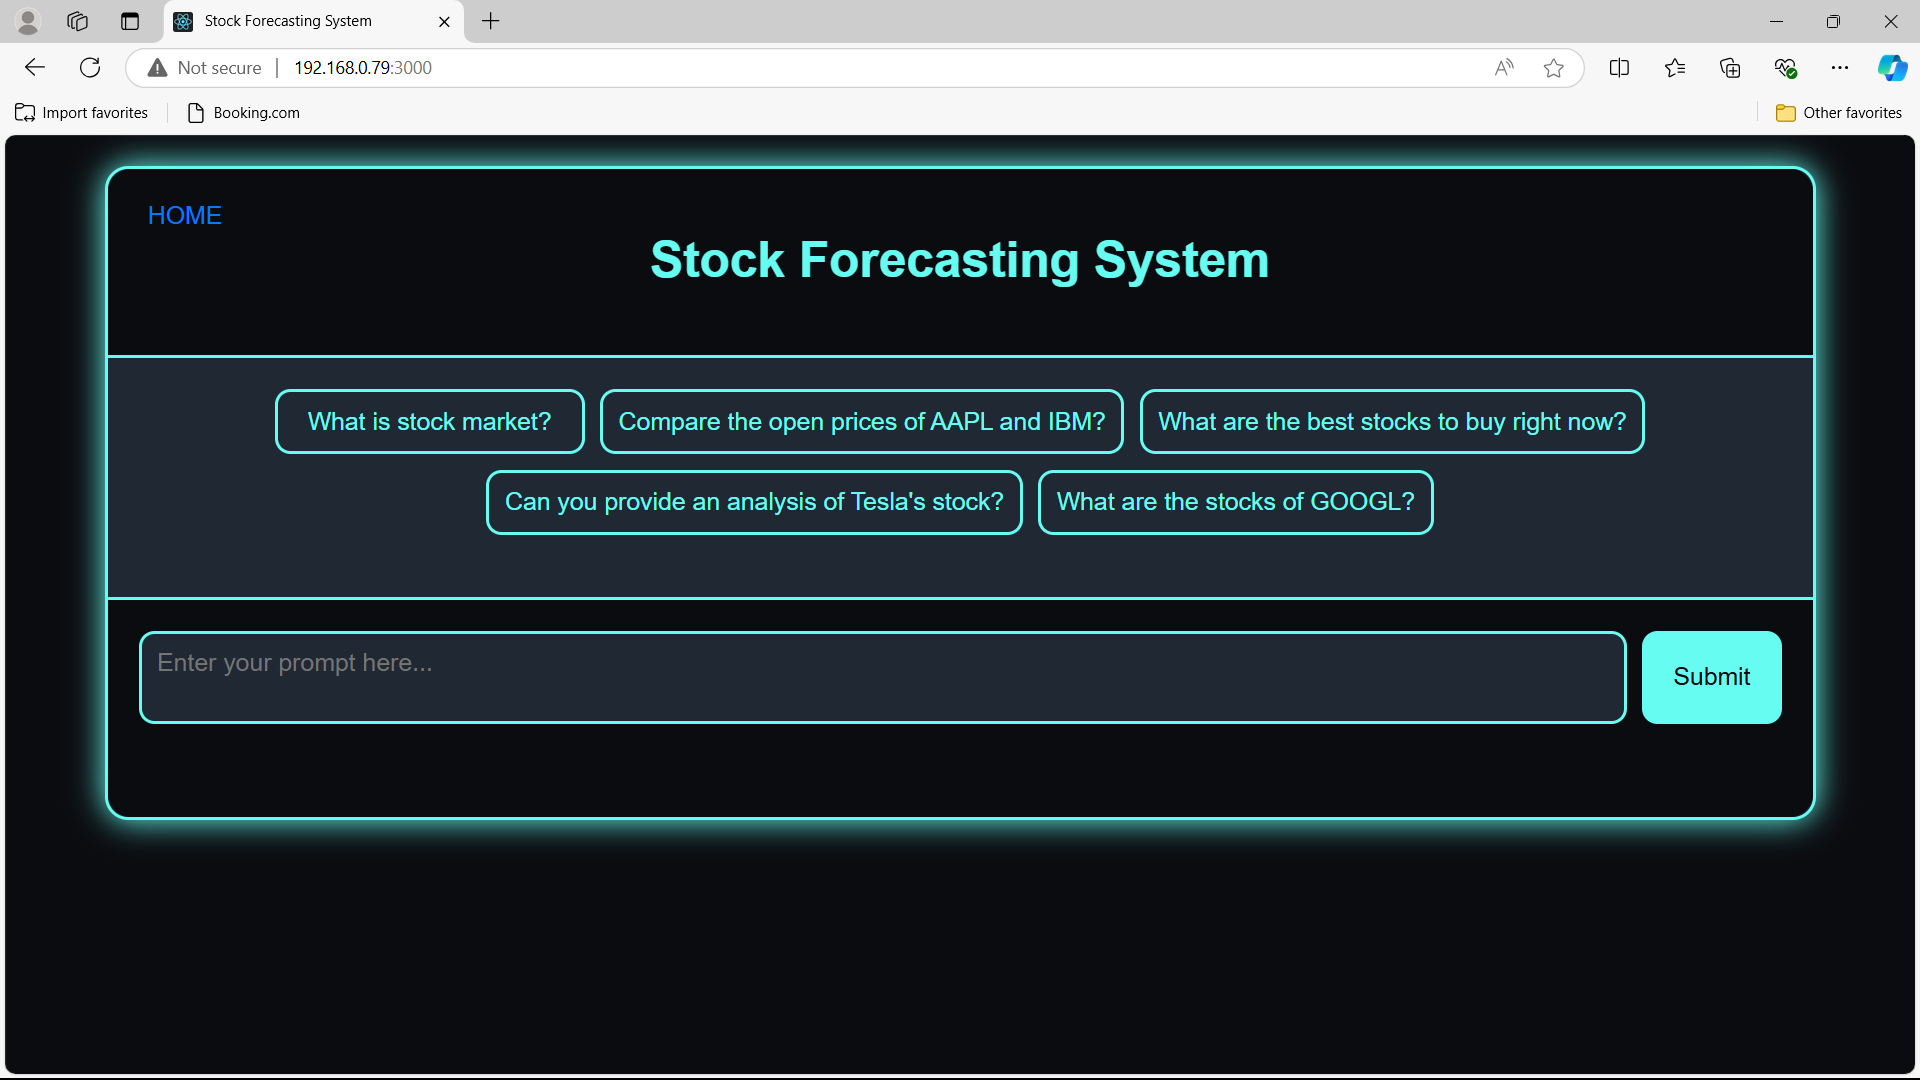 Stock Forecasting System
Not secure 192.168.0.79:3000
Import favorites Booking.com Other favorites
HOME
Stock Forecasting System
What is stock market? Compare the open prices of AAPL and IBM? What are the best stocks to buy right now?
Can you provide an analysis of Tesla's stock? What are the stocks of GOOGL?
Enter your prompt here...
Submit